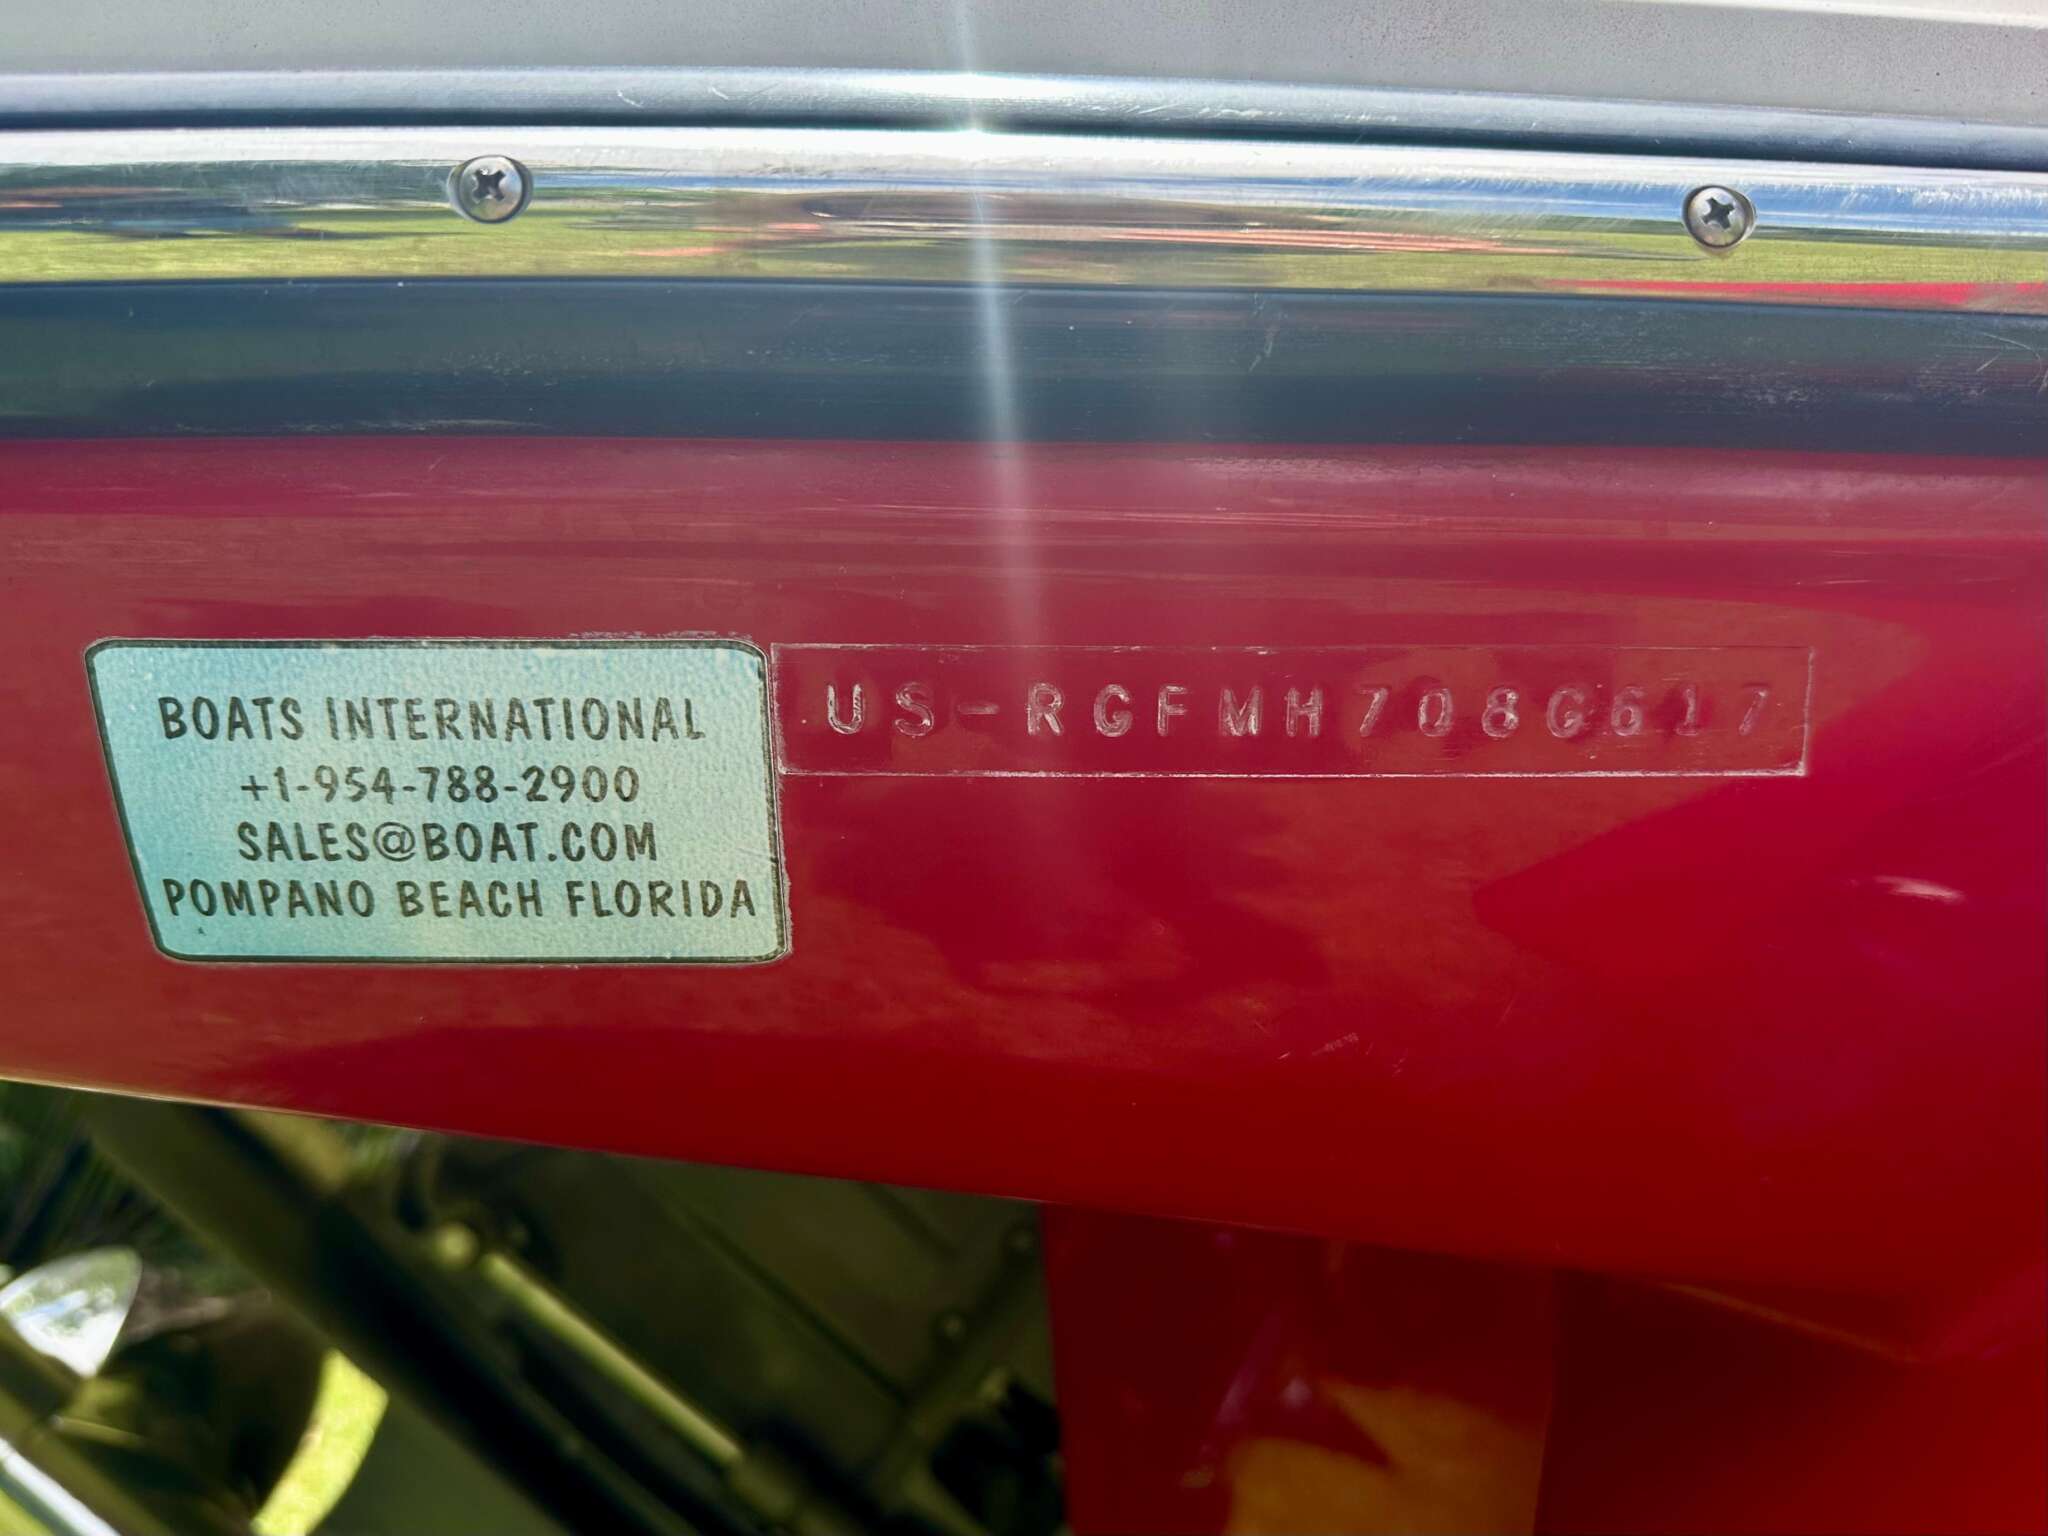 BOATS INTERNATIONAL
+1-954-788-2900
SALES@BOAT.COM
POMPANO BEACH FLORIDA
US-RGFMH708G617